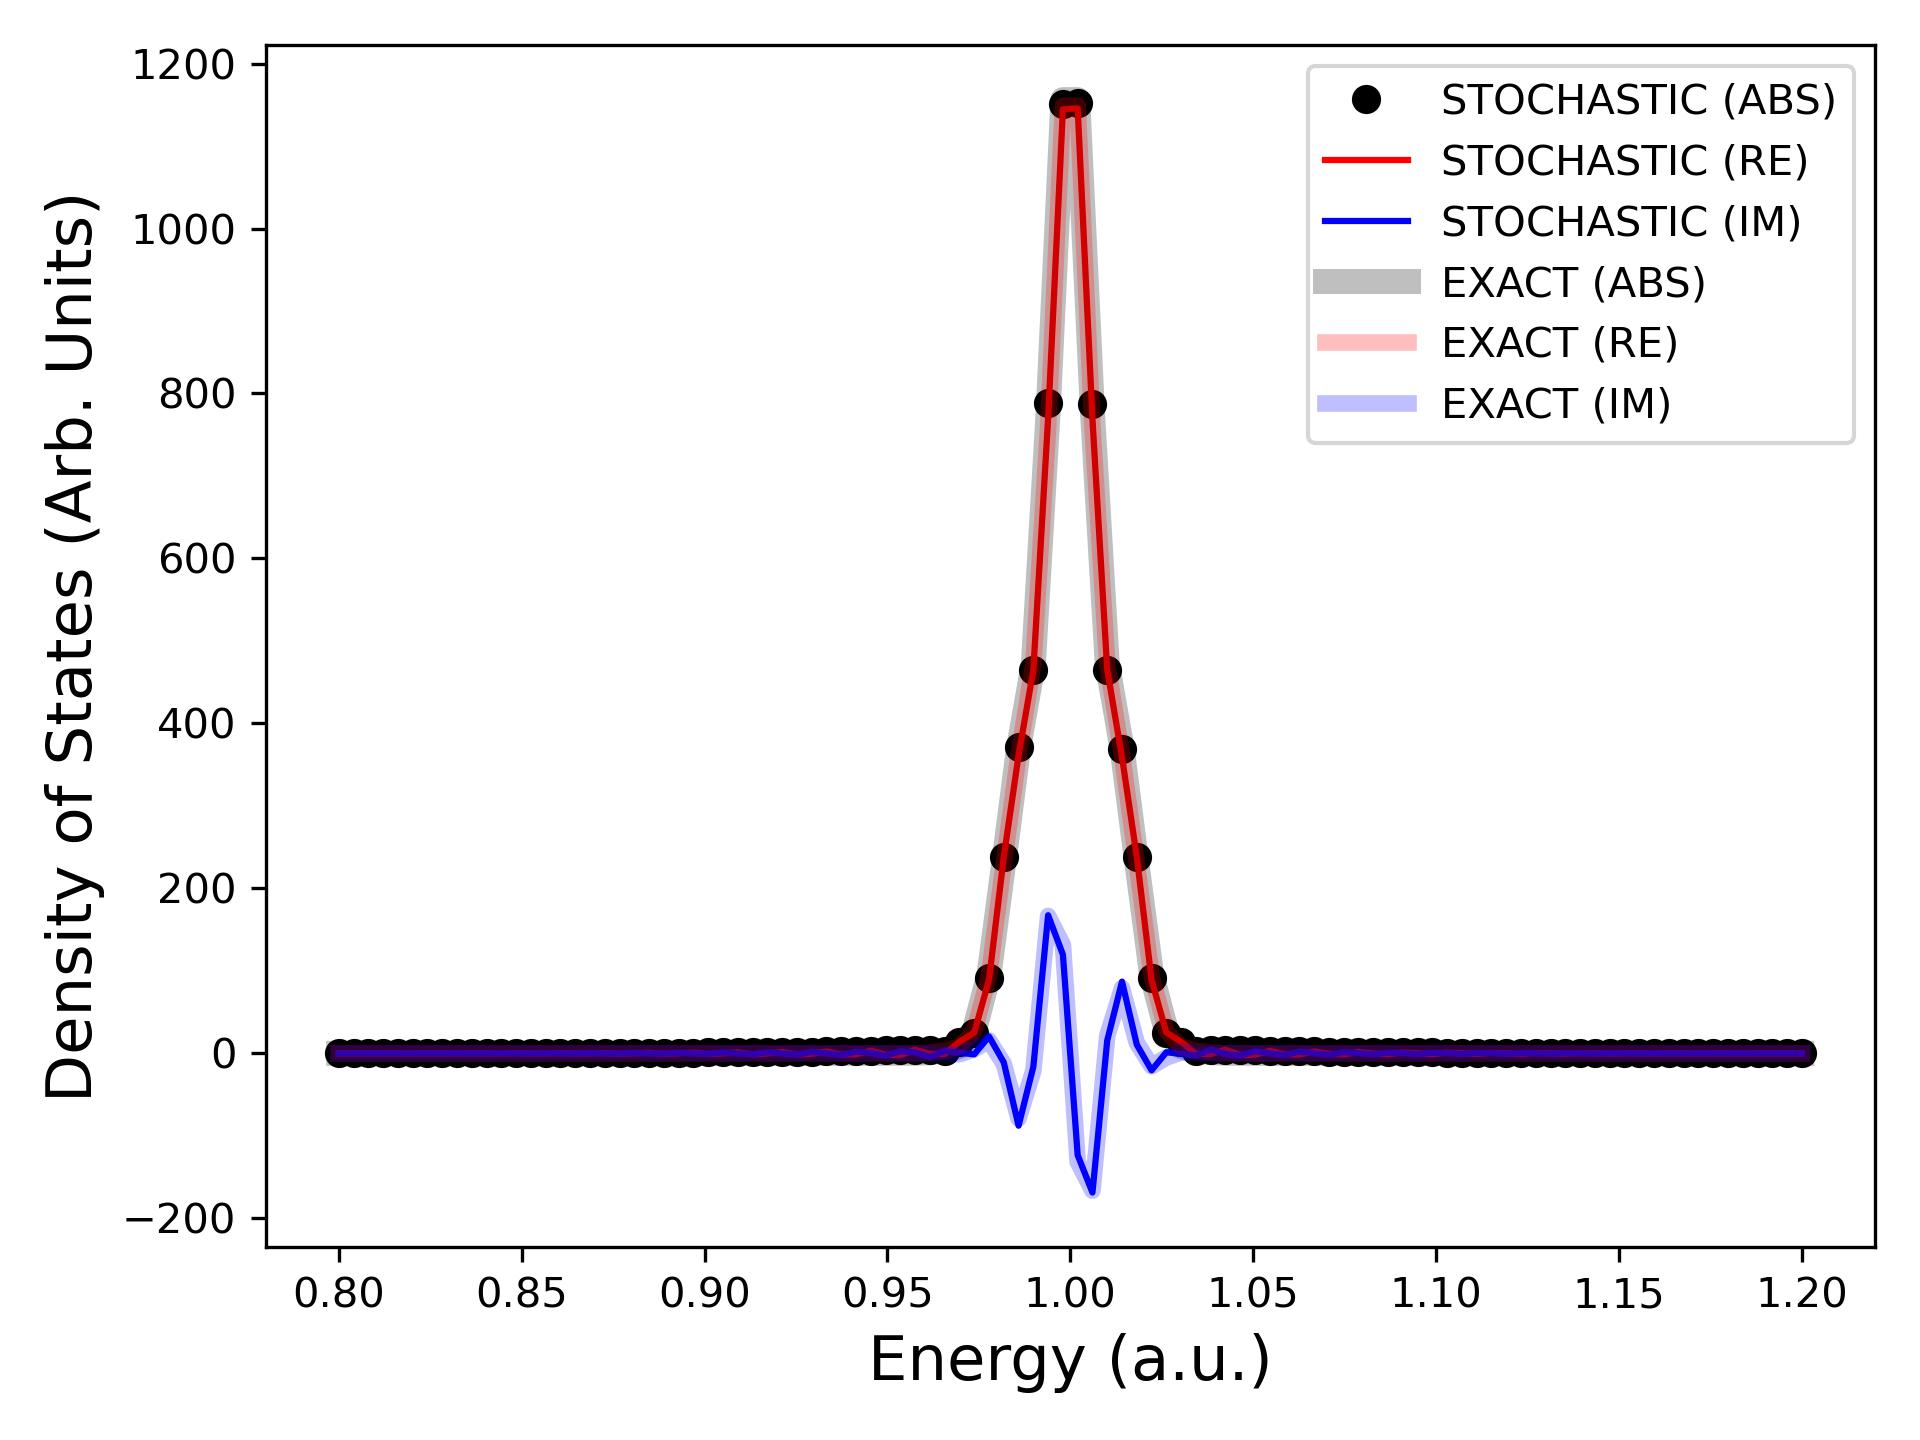 1200
1000
800
600
400
200
0
−200
Density of States (Arb. Units)
STOCHASTIC (ABS)
STOCHASTIC (RE)
STOCHASTIC (IM)
EXACT (ABS)
EXACT (RE)
EXACT (IM)
0.80 0.85 0.90 0.95 1.00 1.05 1.10 1.15 1.20
Energy (a.u.)